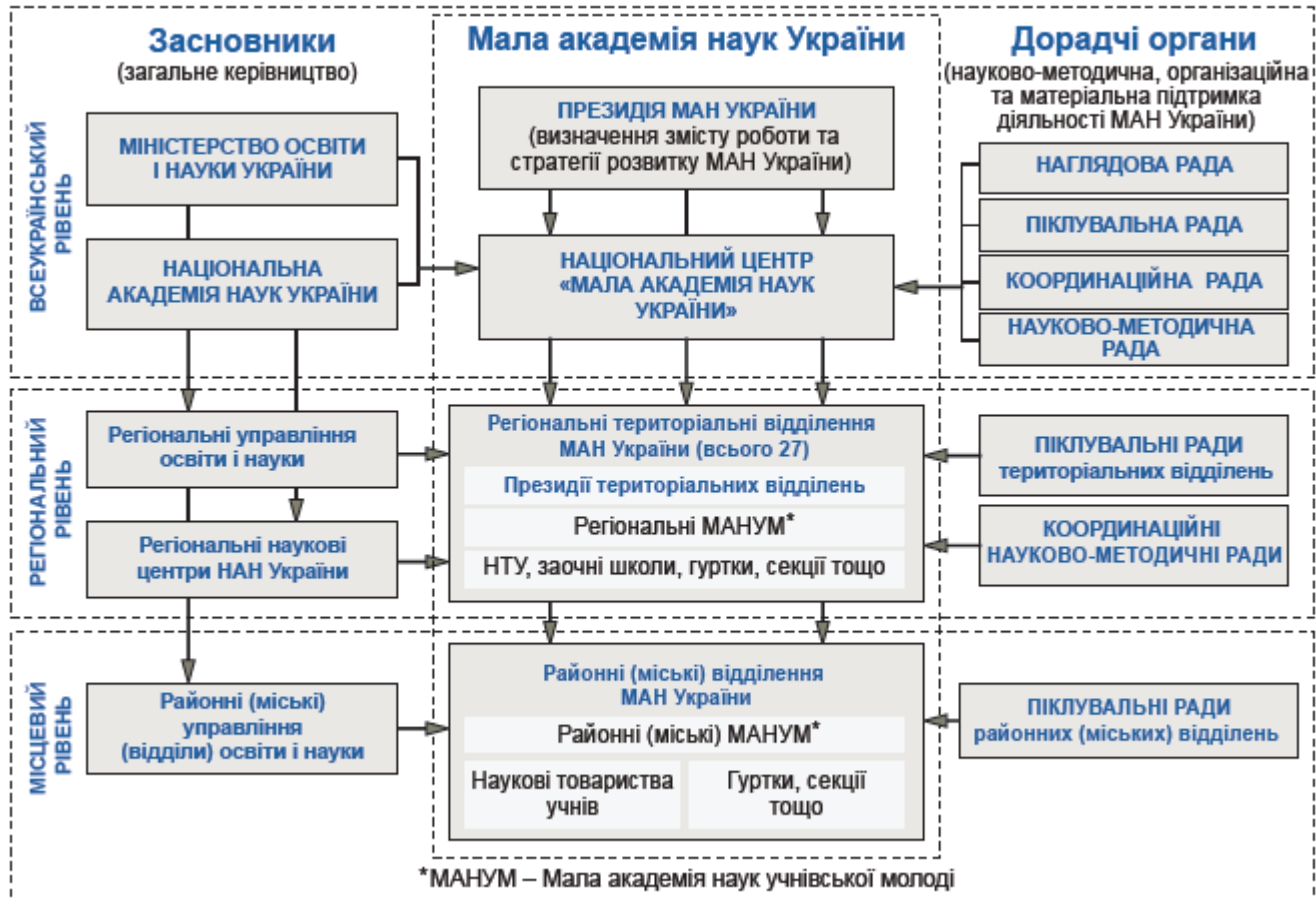 Засновники
(загальне керівництво)
Мала академія наук України
Дорадчі органи
(науково-методична, організаційна
та матеріальна підтримка
діяльності МАН України)
ВСЕУКРАЇНСЬКИЙ
РІВЕНЬ
МІНІСТЕРСТВО ОСВІТИ
І НАУКИ УКРАЇНИ
НАЦІОНАЛЬНА
АКАДЕМІЯ НАУК УКРАЇНИ
ПРЕЗИДІЯ МАН УКРАЇНИ
(визначення змісту роботи та
стратегії розвитку МАН України)
НАЦІОНАЛЬНИЙ ЦЕНТР
«МАЛА АКАДЕМІЯ НАУК
УКРАЇНИ»
НАГЛЯДОВА РАДА
ПІКЛУВАЛЬНА РАДА
КООРДИНАЦІЙНА РАДА
НАУКОВО-МЕТОДИЧНА
РАДА
РЕГІОНАЛЬНИЙ
РІВЕНЬ
Регіональні управління
освіти і науки
Регіональні наукові
центри НАН України
Регіональні територіальні відділення
МАН України (всього 27)
Президії територіальних відділень
Регіональні МАНУМ*
НТУ, заочні школи, гуртки, секції тощо
ПІКЛУВАЛЬНІ РАДИ
територіальних відділень
КООРДИНАЦІЙНІ
НАУКОВО-МЕТОДИЧНІ РАДИ
МІСЦЕВИЙ
РІВЕНЬ
Районні (міські)
управління
(відділи) освіти і науки
Районні (міські) відділення
МАН України
Районні (міські) МАНУМ*
Наукові товариства
учнів
Гуртки, секції
тощо
ПІКЛУВАЛЬНІ РАДИ
районних (міських) відділень
*МАНУМ – Мала академія наук учнівської молоді